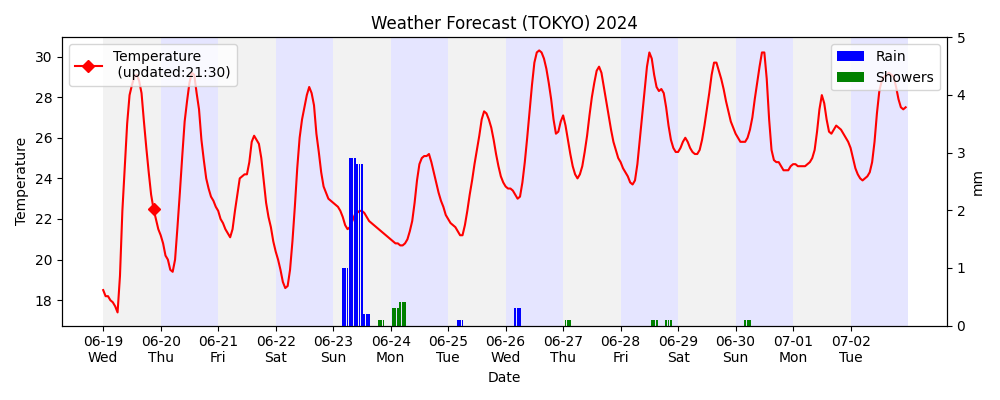 Weather Forecast (TOKYO) 2024
Temperature
(updated:21:30)
Rain
Showers
Temperature
30
28
26
24
22
20
18
5
4
3
2
1
0
mm
06-19 06-20 06-21 06-22 06-23 06-24 06-25 06-26 06-27 06-28 06-29 06-30 07-01 07-02
Wed Thu Fri Sat Sun Mon Tue Wed Thu Fri Sat Sun Mon Tue
Date